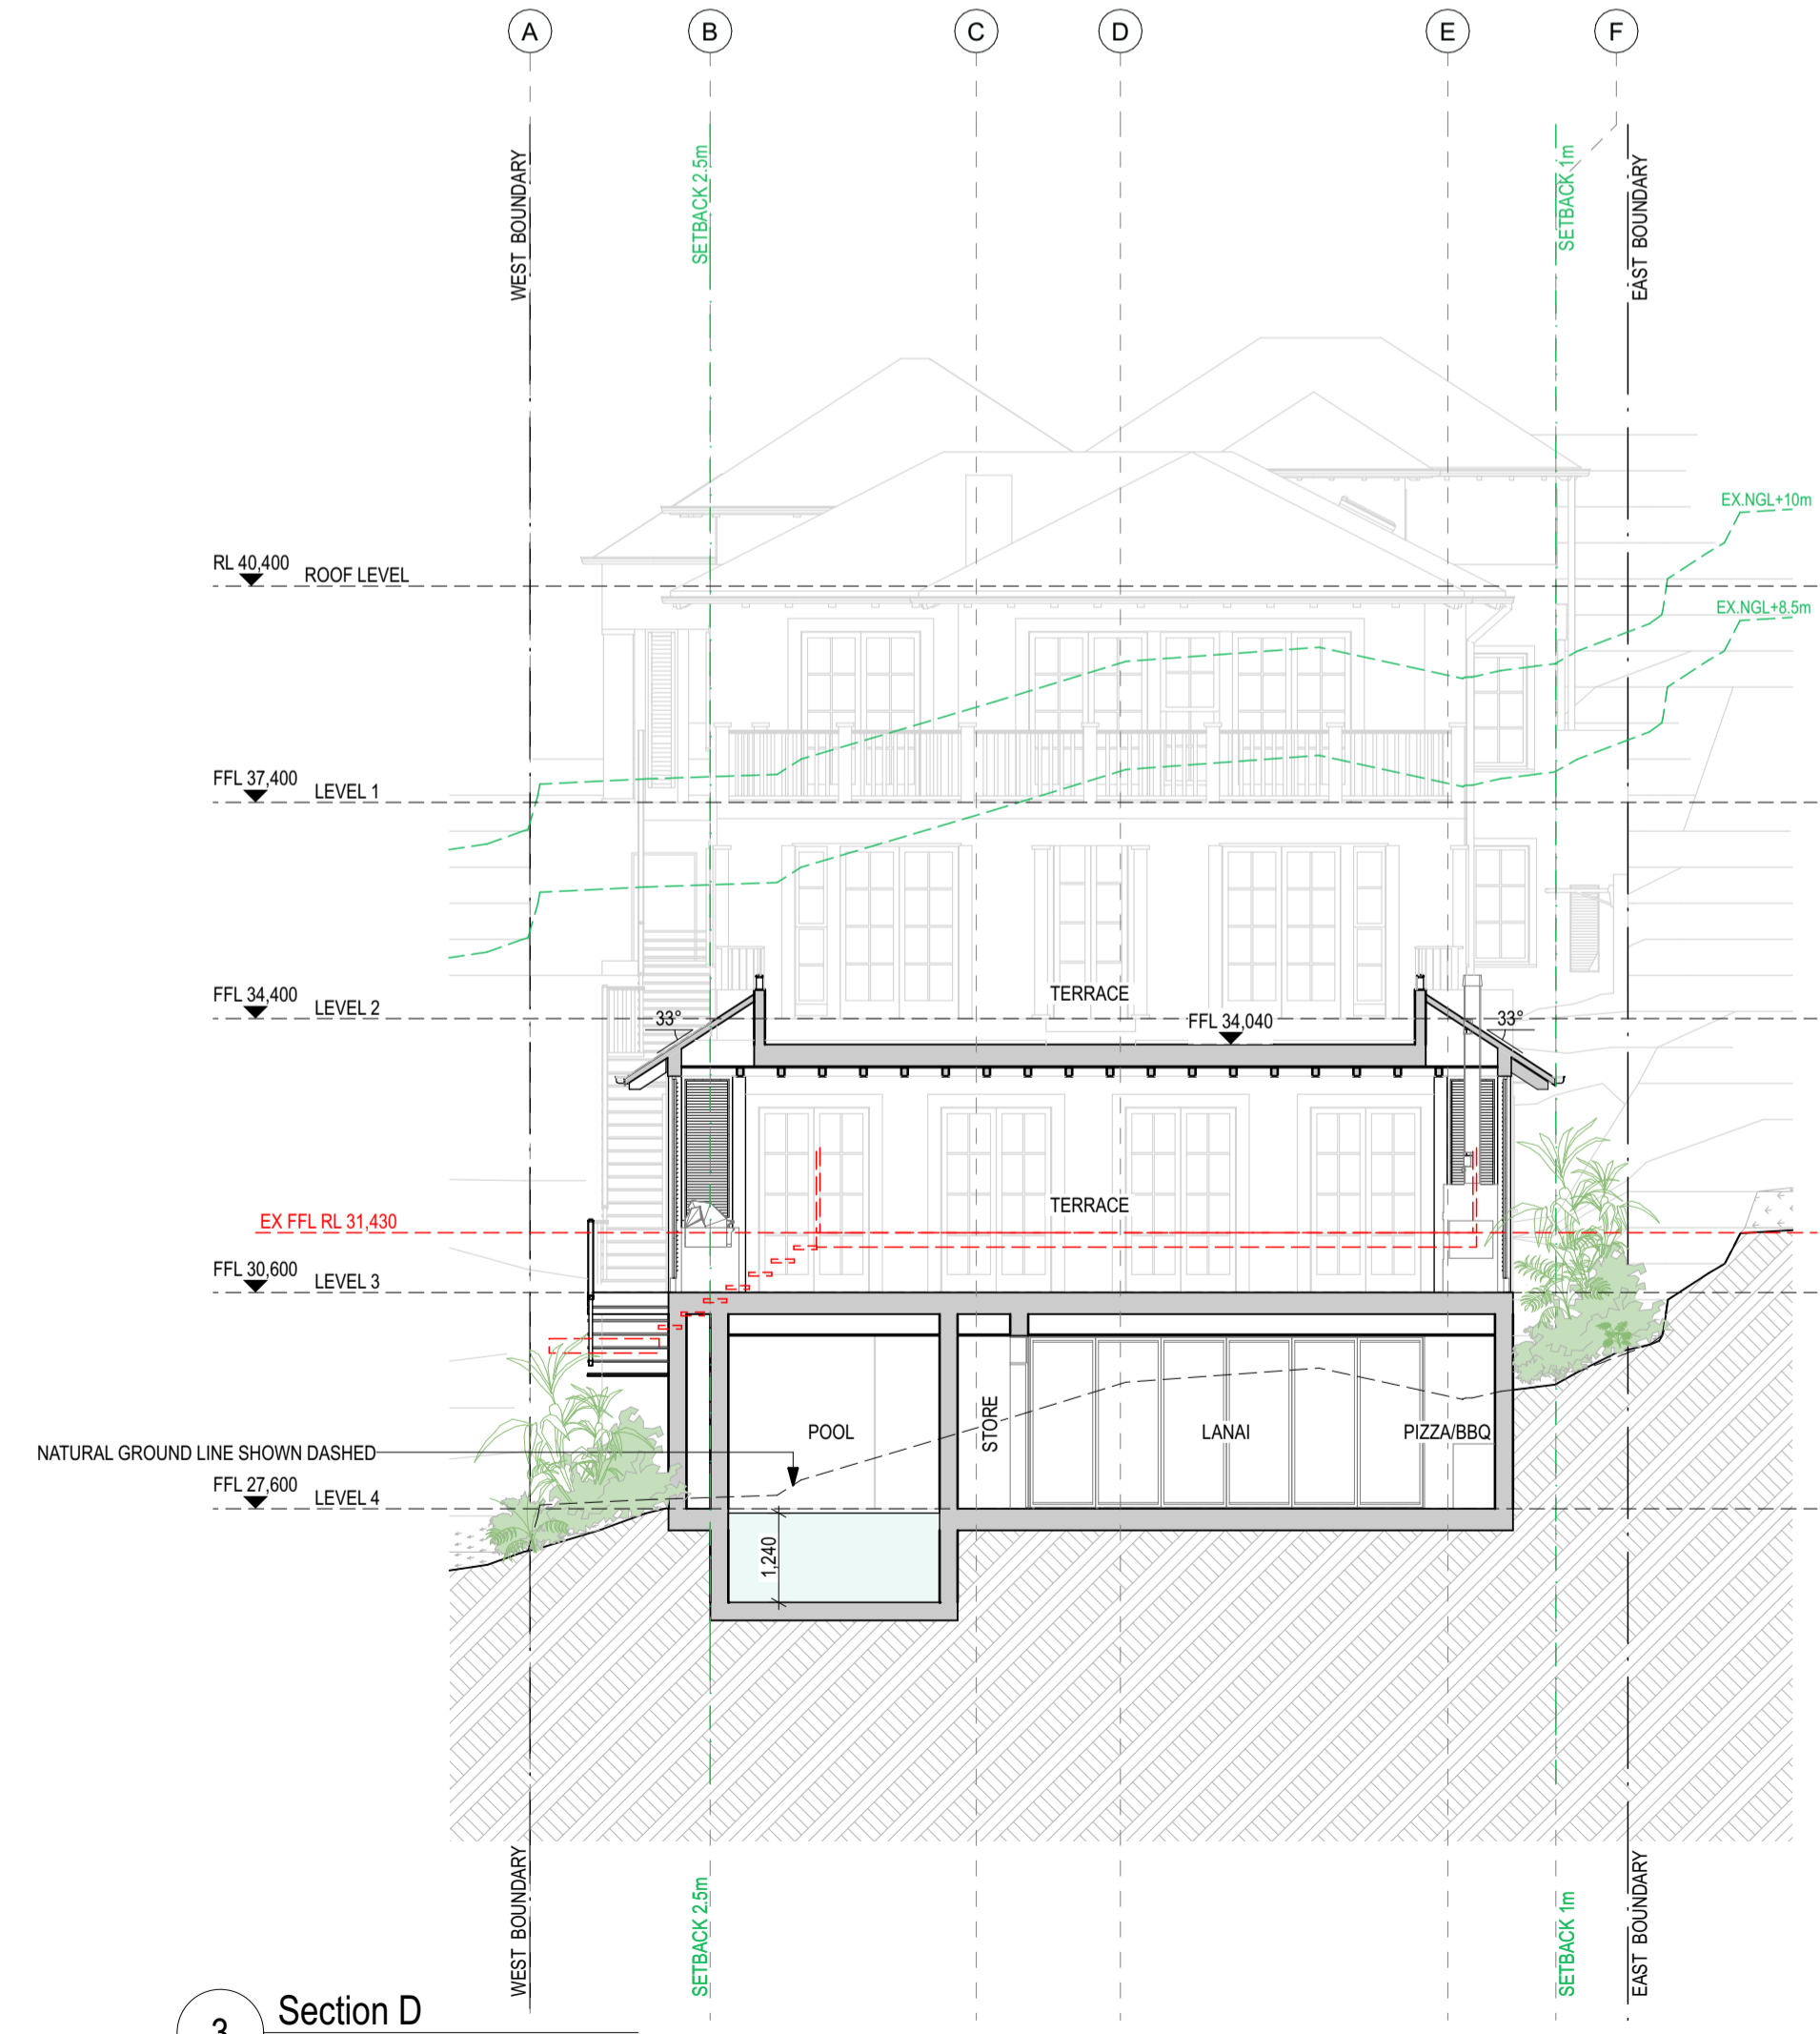 A
B
C
D
E
F
WEST BOUNDARY
SETBACK 2.5m
SETBACK 1m
EAST BOUNDARY
EX.NGL+10m
RL 40,400
ROOF LEVEL
EX.NGL+8.5m
FFL 37,400
LEVEL 1
FFL 34,400
LEVEL 2
TERRACE
33°
FFL 34,040
33°
TERRACE
EX FFL RL 31,430
FFL 30,600
LEVEL 3
POOL
STORE
LANAI
PIZZA/BBQ
NATURAL GROUND LINE SHOWN DASHED
FFL 27,600
LEVEL 4
1,240
WEST BOUNDARY
SETBACK 2.5m
SETBACK 1m
EAST BOUNDARY
3
Section D